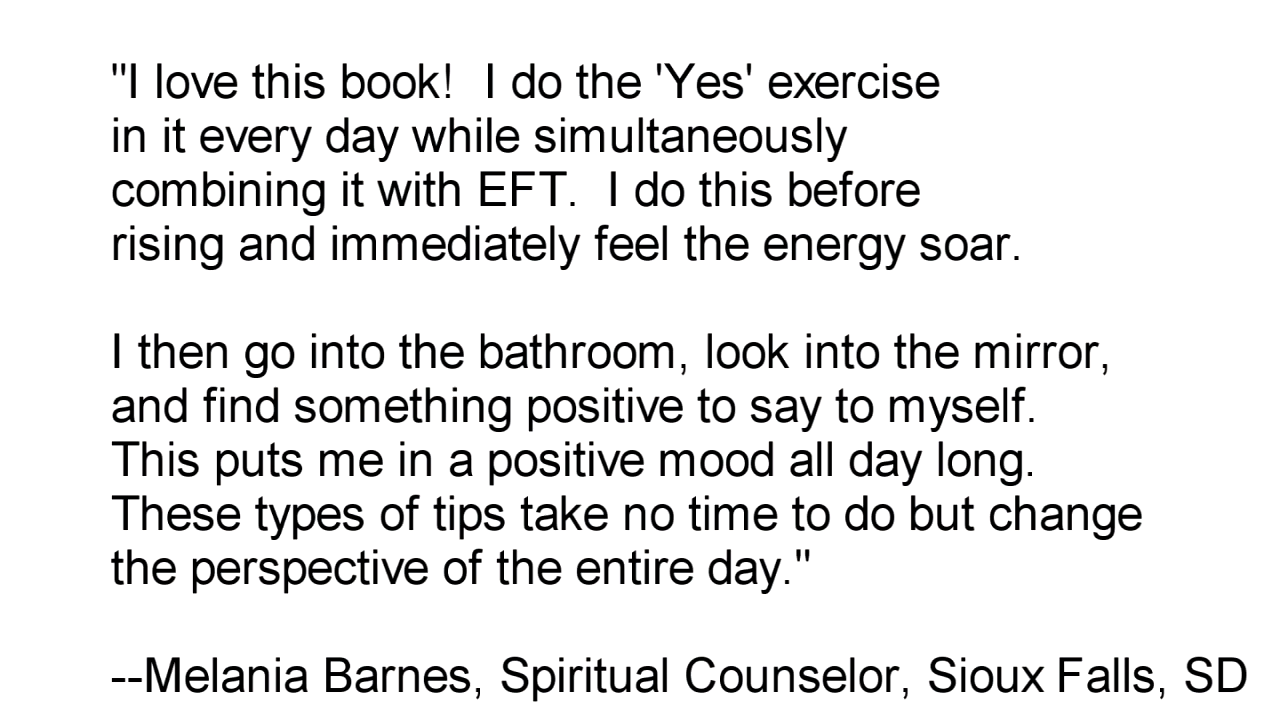 "I love this book!  I do the 'Yes' exercise
in it every day while simultaneously
combining it with EFT.  I do this before
rising and immediately feel the energy soar.
I then go into the bathroom, look into the mirror,
and find something positive to say to myself.
This puts me in a positive mood all day long.
These types of tips take no time to do but change
the perspective of the entire day."
--Melania Barnes, Spiritual Counselor, Sioux Falls, SD